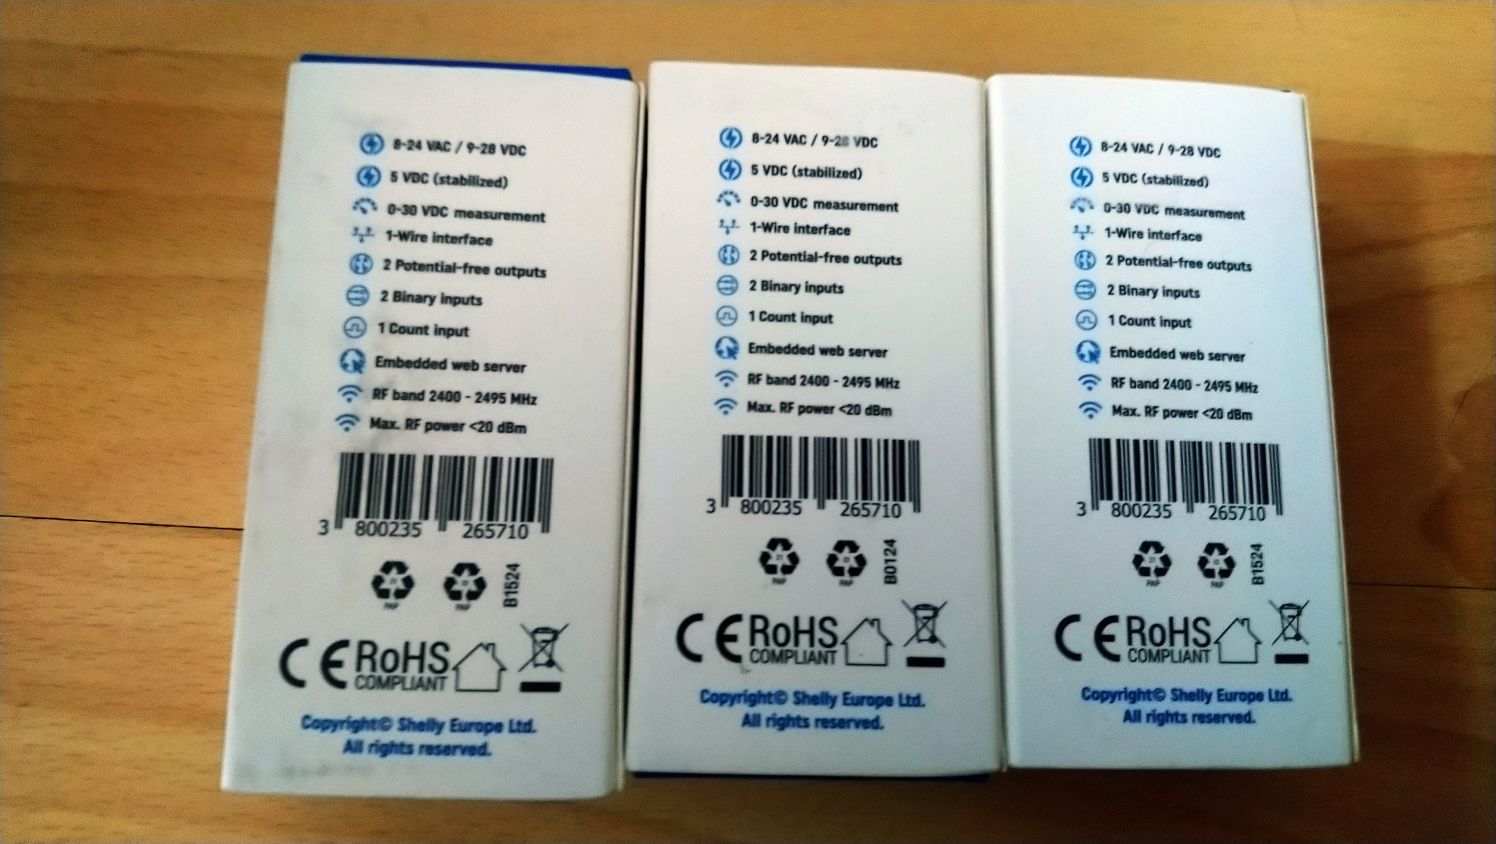 8-24 VAC / 9-28 VDC
5 VDC (stabilized)
0-30 VDC measurement
1-Wire interface
2 Potential-free outputs
2 Binary inputs
1 Count input
Embedded web server
RF band 2400 - 2495 MHz
Max. RF power <20 dBm
3 800235 265710
PAP
PAP
B1524
CE RoHS
COMPLIANT
Copyright© Shelly Europe Ltd.
All rights reserved.
8-24 VAC / 9-28 VDC
5 VDC (stabilized)
0-30 VDC measurement
1-Wire interface
2 Potential-free outputs
2 Binary inputs
1 Count input
Embedded web server
RF band 2400 - 2495 MHz
Max. RF power <20 dBm
3 800235 265710
PAP
PAP
B0124
CE RoHS
COMPLIANT
Copyright© Shelly Europe Ltd.
All rights reserved.
8-24 VAC / 9-28 VDC
5 VDC (stabilized)
0-30 VDC measurement
1-Wire interface
2 Potential-free outputs
2 Binary inputs
1 Count input
Embedded web server
RF band 2400 - 2495 MHz
Max. RF power <20 dBm
3 800235 265710
PAP
PAP
B1524
CE RoHS
COMPLIANT
Copyright© Shelly Europe Ltd.
All rights reserved.